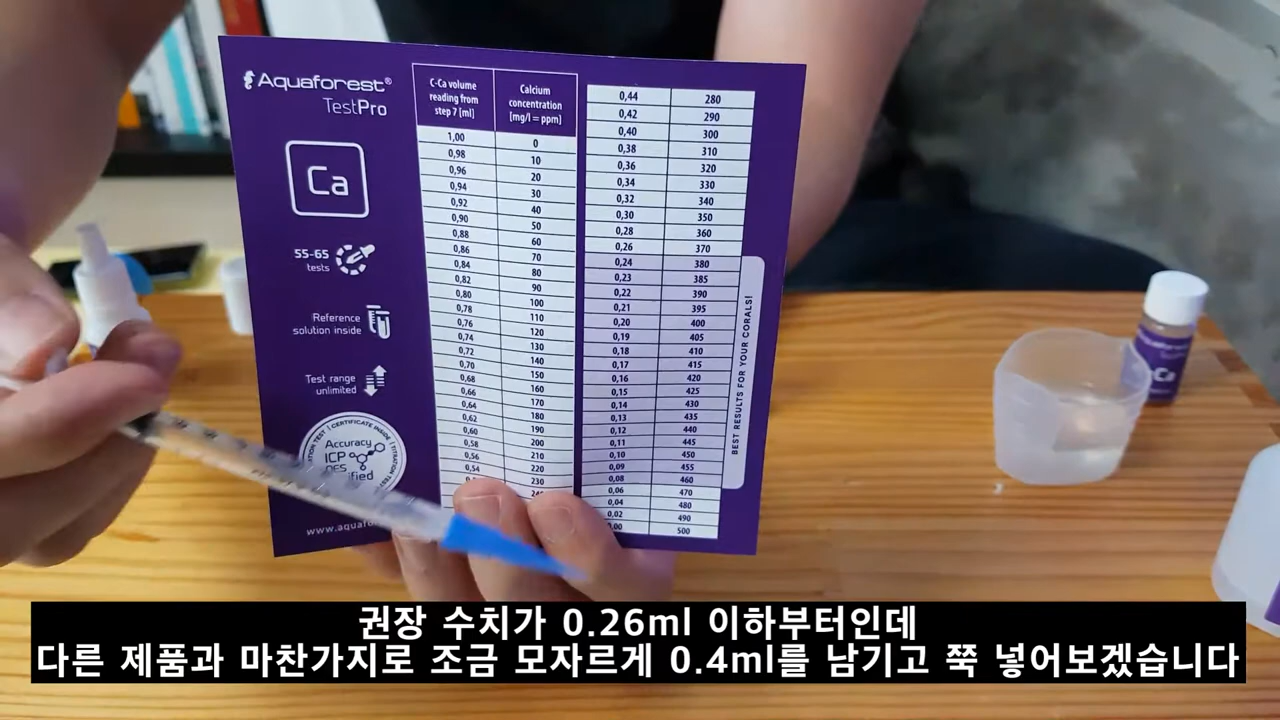 Aquaforest®
TestPro
Ca
55-65
tests
Reference
solution inside
Test range
unlimited
CERTIFICATE INSIDE
Accuracy
ICP
OES
www.aquafor
C-Ca volume
reading from
step 7 [ml]
Calcium
concentration
[mg/l = ppm]
1,00 0
0,98 10
0,96 20
0,94 30
0,92 40
0,90 50
0,88 60
0,86 70
0,84 80
0,82 90
0,80 100
0,78 110
0,76 120
0,74 130
0,72 140
0,70 150
0,68 160
0,66 170
0,64 180
0,62 190
0,60 200
0,58 210
0,56 220
0,54 230
0,44 280
0,42 290
0,40 300
0,38 310
0,36 320
0,34 330
0,32 340
0,30 350
0,28 360
0,26 370
0,24 380
0,23 385
0,22 390
0,21 395
0,20 400
0,19 405
0,18 410
0,17 415
0,16 420
0,15 425
0,14 430
0,13 435
0,12 440
0,11 445
0,10 450
0,09 455
0,08 460
0,06 470
0,04 480
0,02 490
0,00 500
BEST RESULTS FOR YOUR CORALS!
Ca
권장 수치가 0.26ml 이하부터인데
다른 제품과 마찬가지로 조금 모자르게 0.4ml를 남기고 쭉 넣어보겠습니다